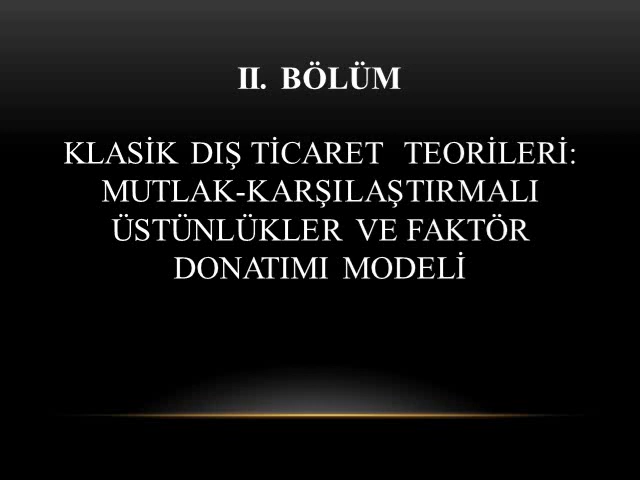 II. BÖLÜM
KLASİK DIŞ TİCARET TEORİLERİ:
MUTLAK-KARŞILAŞTIRMALI
ÜSTÜNLÜKLER VE FAKTÖR
DONATIMI MODELİ